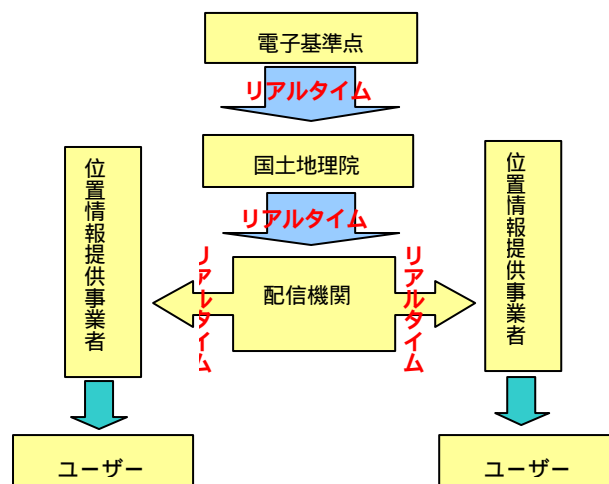 電子基準点
リアルタイム
国土地理院
リアルタイム
位置情報提供事業者
リアルタイム
配信機関
リアルタイム
位置情報提供事業者
ユーザー
ユーザー